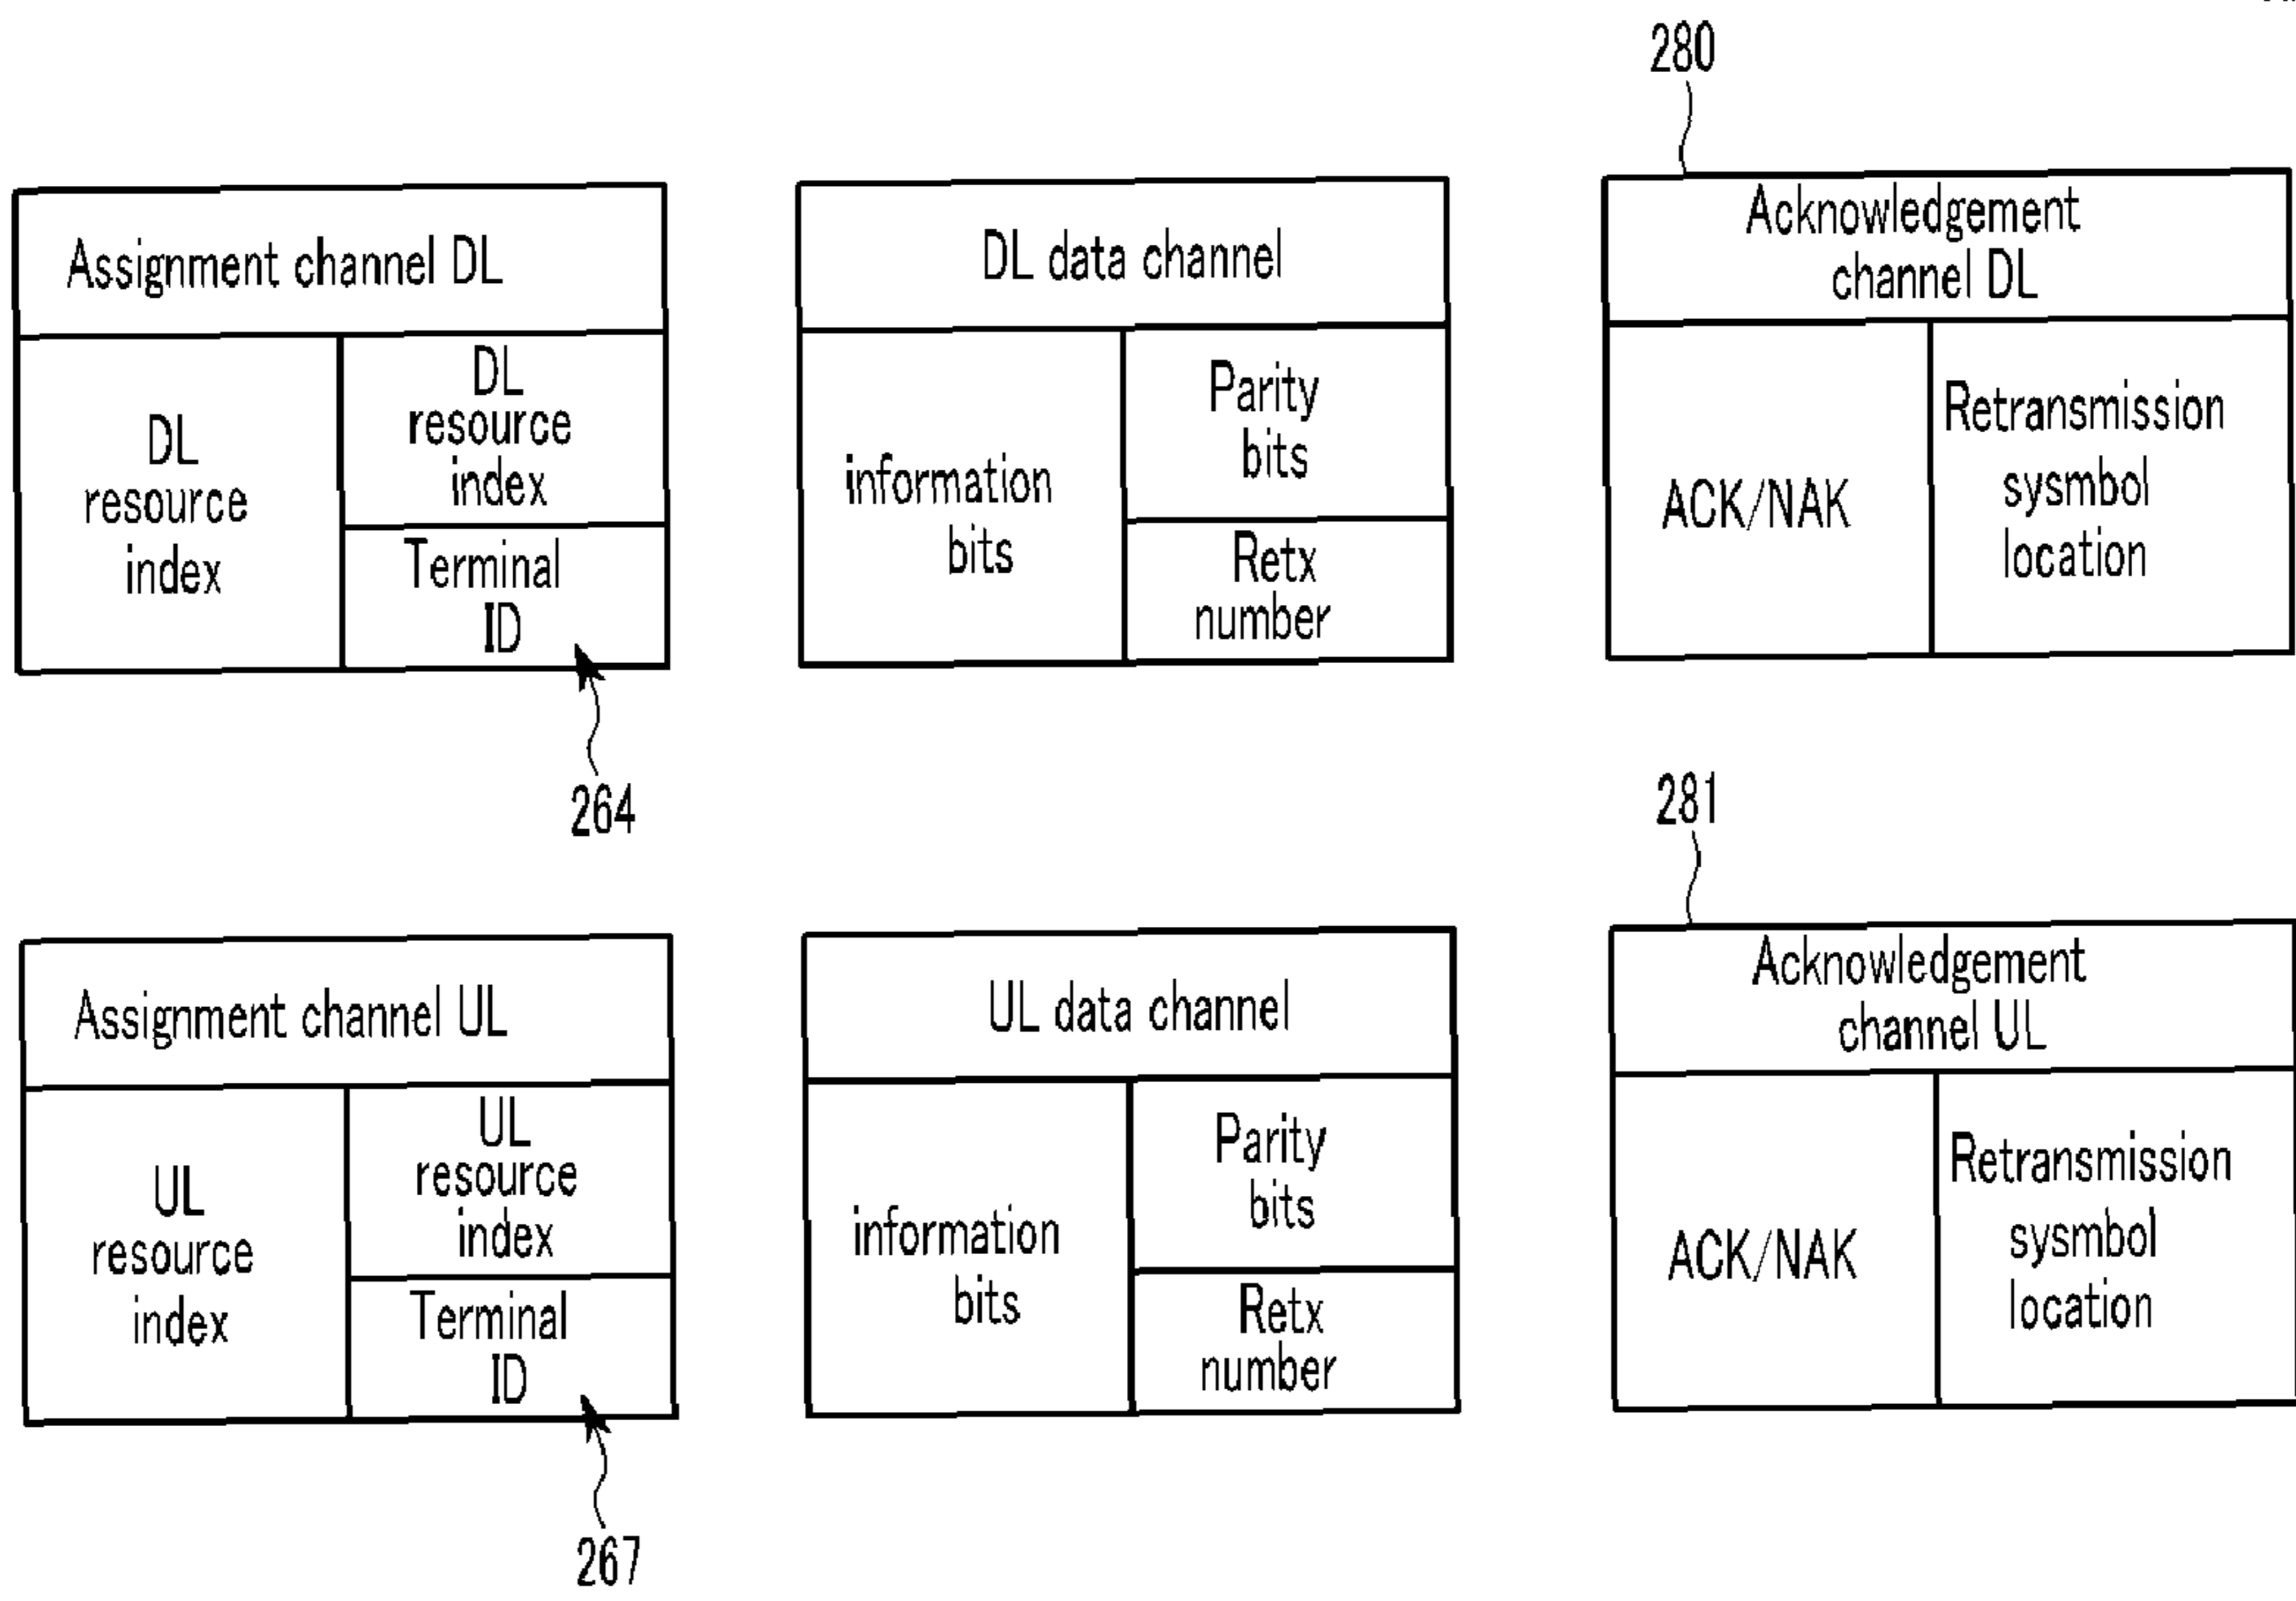 280
Assignment channel DL
DL
resource
index
DL
resource
index
Terminal
ID
264
DL data channel
information
bits
Parity
bits
Retx
number
Acknowledgement
channel DL
ACK/NAK
Retransmission
sysmbol
location
281
Assignment channel UL
UL
resource
index
UL
resource
index
Terminal
ID
267
UL data channel
information
bits
Parity
bits
Retx
number
Acknowledgement
channel UL
ACK/NAK
Retransmission
sysmbol
location